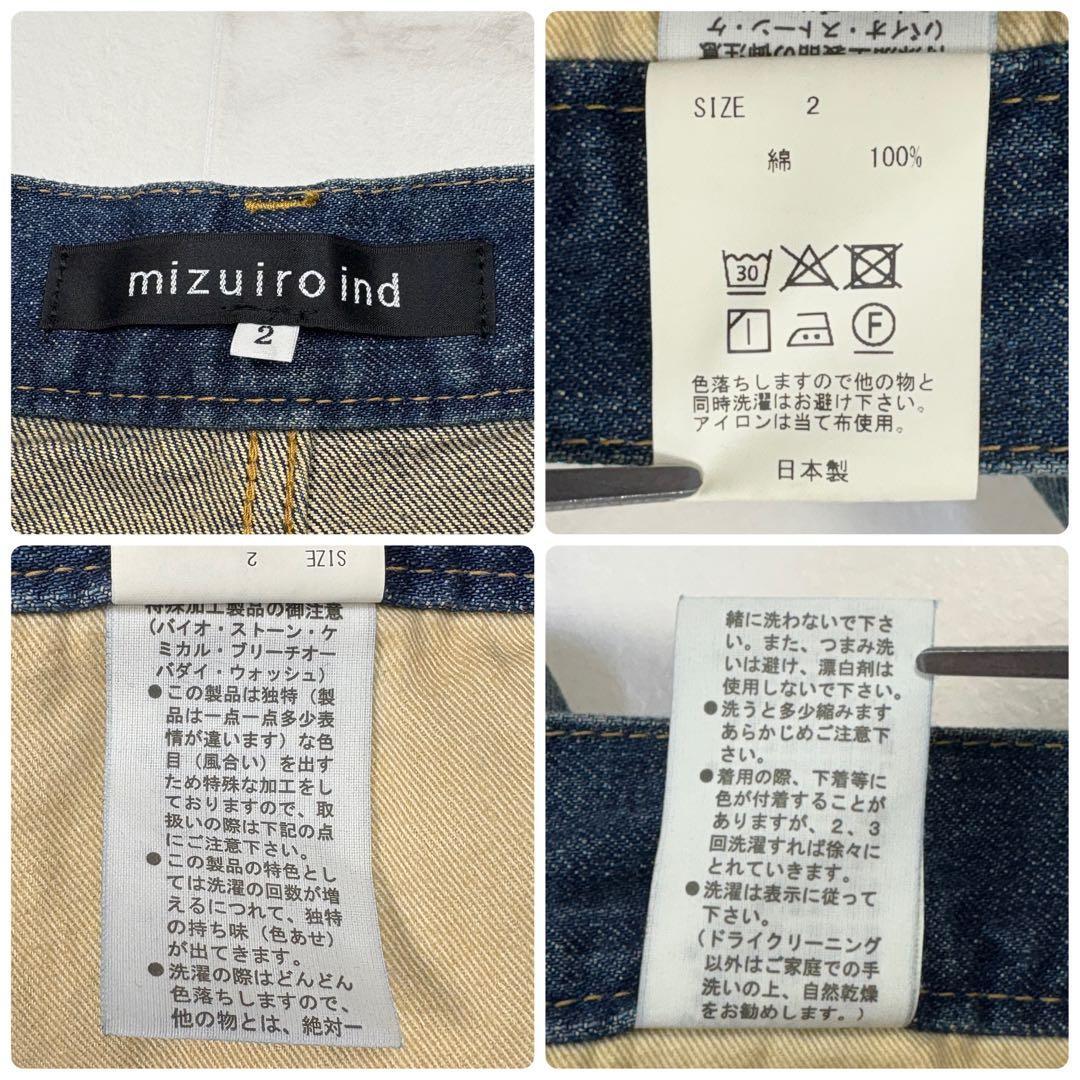 mizuiro ind
2
(バイオ・ストーン・ケ
SIZE 2
綿 100%
30
F
色落ちしますので他の物と
同時洗濯はお避け下さい。
アイロンは当て布使用。
日本製
SIZE 2
特殊加工製品の御注意
(バイオ・ストーン・ケ
ミカル・ブリーチオー
バダイ・ウォッシュ)
●この製品は独特(製
品は一点一点多少表
情が違います)な色
目(風合い)を出す
ため特殊な加工をし
ておりますので、取
扱いの際は下記の点
にご注意下さい。
●この製品の特色とし
ては洗濯の回数が増
えるにつれて、独特
の持ち味(色あせ)
が出てきます。
●洗濯の際はどんどん
色落ちしますので、
他の物とは、絶対一
緒に洗わないで下さ
い。また、つまみ洗
いは避け、漂白剤は
使用しないで下さい。
●洗うと多少縮みます
あらかじめご注意下
さい。
●着用の際、下着等に
色が付着することが
ありますが、2、3
回洗濯すれば徐々に
とれていきます。
●洗濯は表示に従って
下さい。
(ドライクリーニング
以外はご家庭での手
洗いの上、自然乾燥
をお勧めします。)